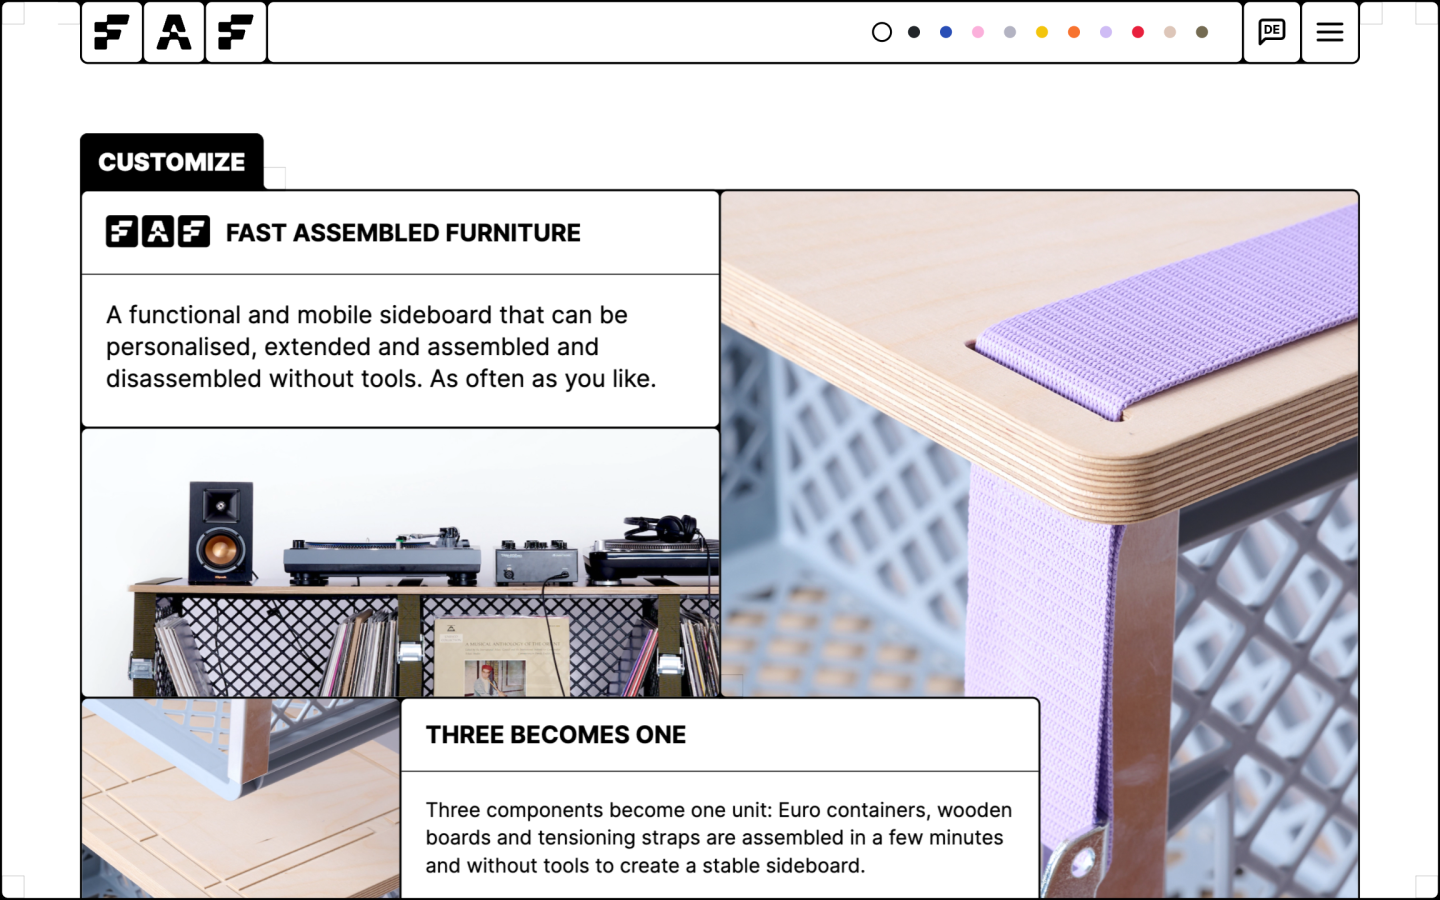 FAF
DE
CUSTOMIZE
FAF FAST ASSEMBLED FURNITURE
A functional and mobile sideboard that can be
personalised, extended and assembled and
disassembled without tools. As often as you like.
THREE BECOMES ONE
Three components become one unit: Euro containers, wooden
boards and tensioning straps are assembled in a few minutes
and without tools to create a stable sideboard.